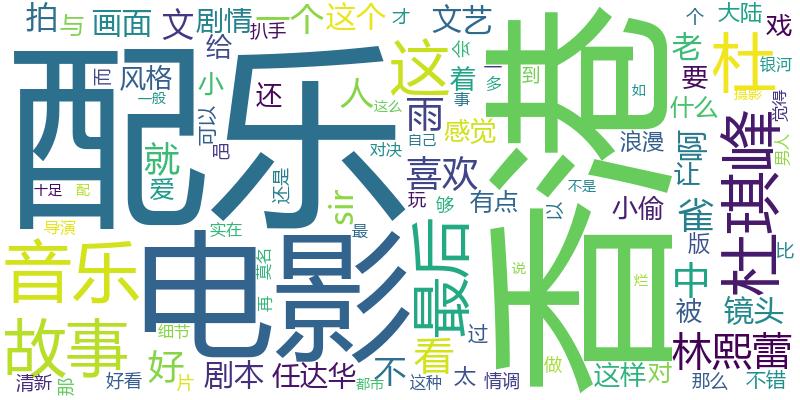 拍
与
画面
文
剧情
一个
扒手
这个
才
文艺
个
大陆
戏
配乐
而
风格
给
小
可以
还
人
这
着
会
一
多
事
到
香港
老
要
杜
银河
什么
如
摄影
觉得
一般
吧
这么
雨
感觉
自己
对决
就
爱
还是
喜欢
有点
浪漫
让
啊
男人
杜琪峰
十足
配
sir
玩
够
以
不是
小偷
雀
导演
实在
最
版
比
音乐
电影
莫名
最后
说
烂
中
被
镜头
故事
再
细节
好
不
看
过
做
林熙蕾
清新
那
好看
片
剧本
任达华
都市
这种
太
情调
这样
对
那么
不错